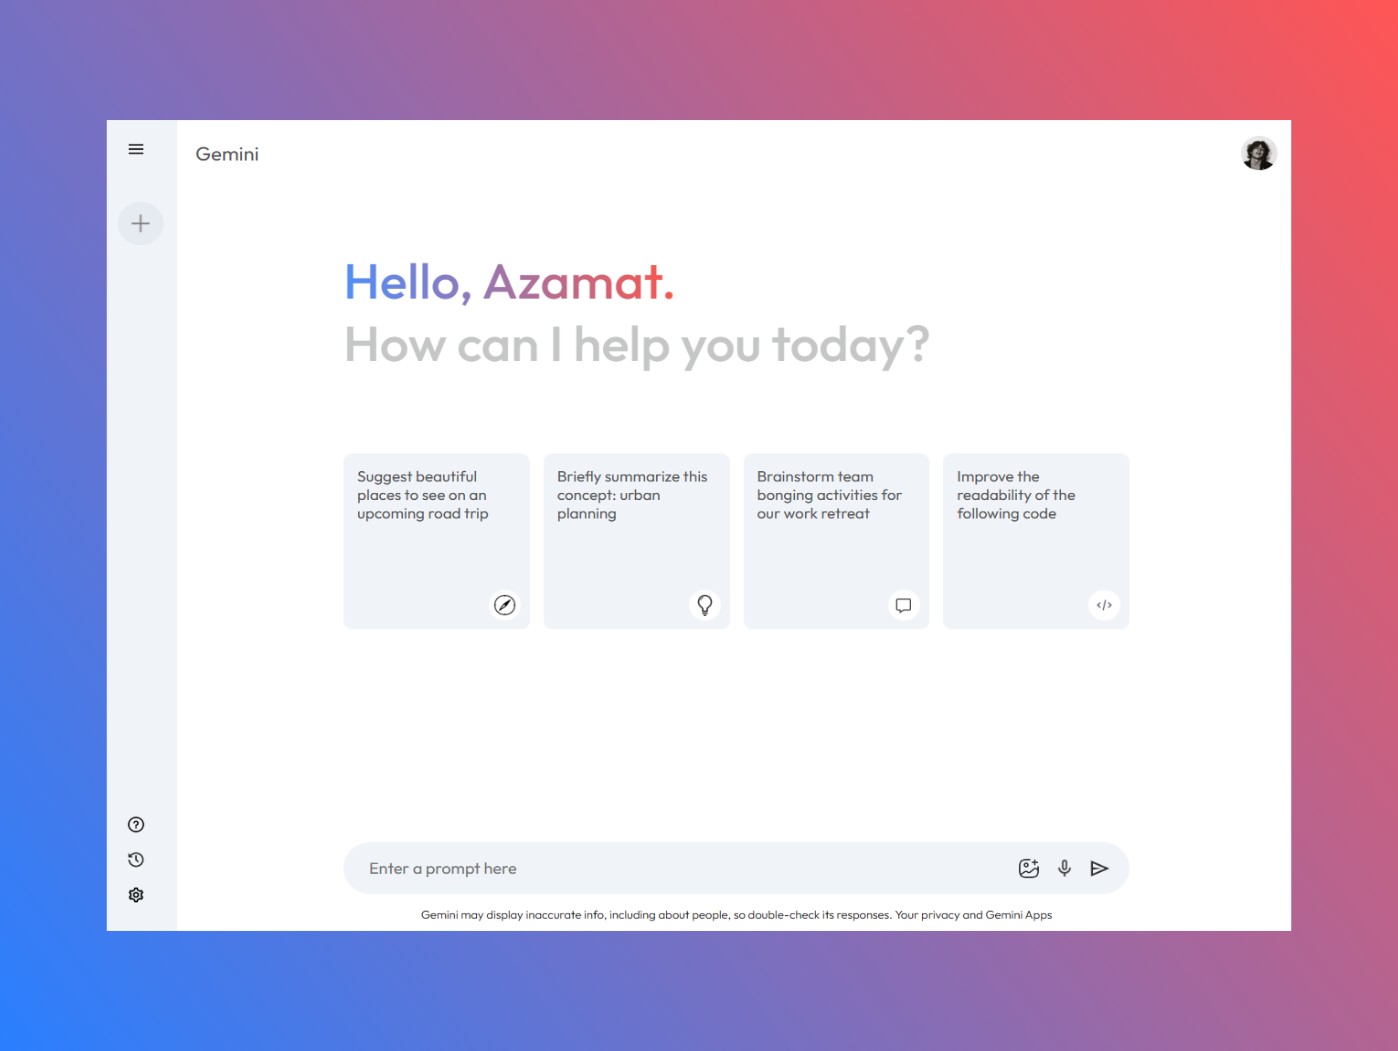 Gemini
Hello, Azamat.
How can I help you today?
Suggest beautiful
places to see on an
upcoming road trip
Briefly summarize this
concept: urban
planning
Brainstorm team
bonging activities for
our work retreat
Improve the
readability of the
following code
Enter a prompt here
Gemini may display inaccurate info, including about people, so double-check its responses. Your privacy and Gemini Apps